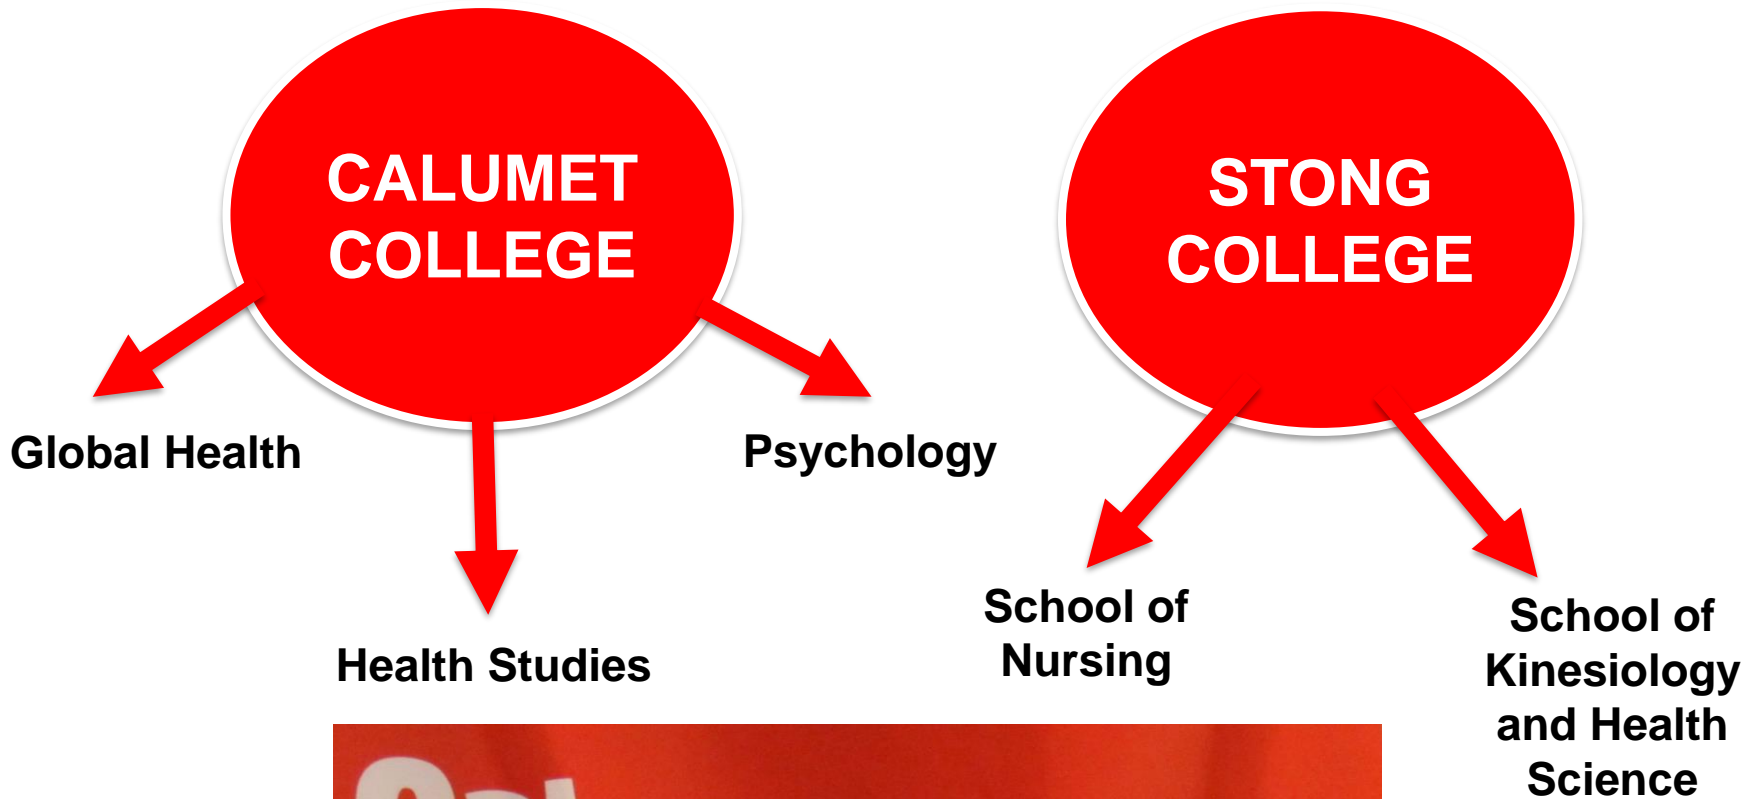 CALUMET
COLLEGE
STONG
COLLEGE
Global Health
Psychology
Health Studies
School of
Nursing
School of
Kinesiology
and Health
Science